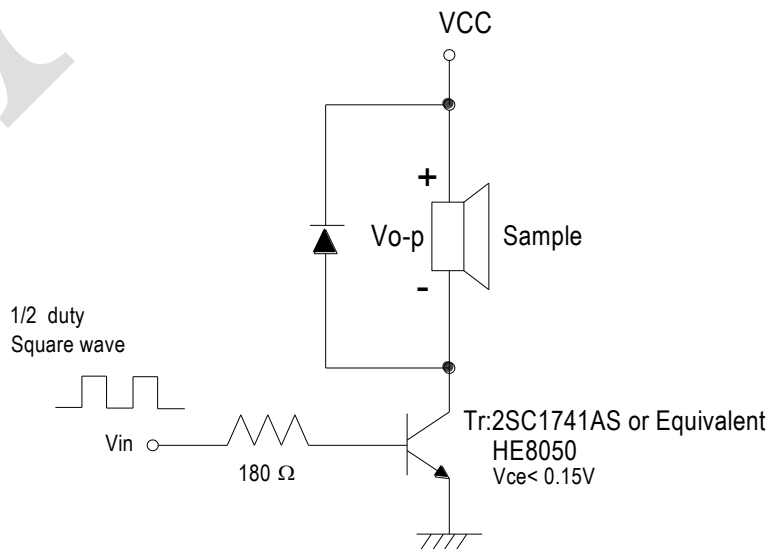 VCC
+
Vo-p
Sample
-
1/2 duty
Square wave
Vin
180 Ω
Tr:2SC1741AS or Equivalent
HE8050
Vce< 0.15V